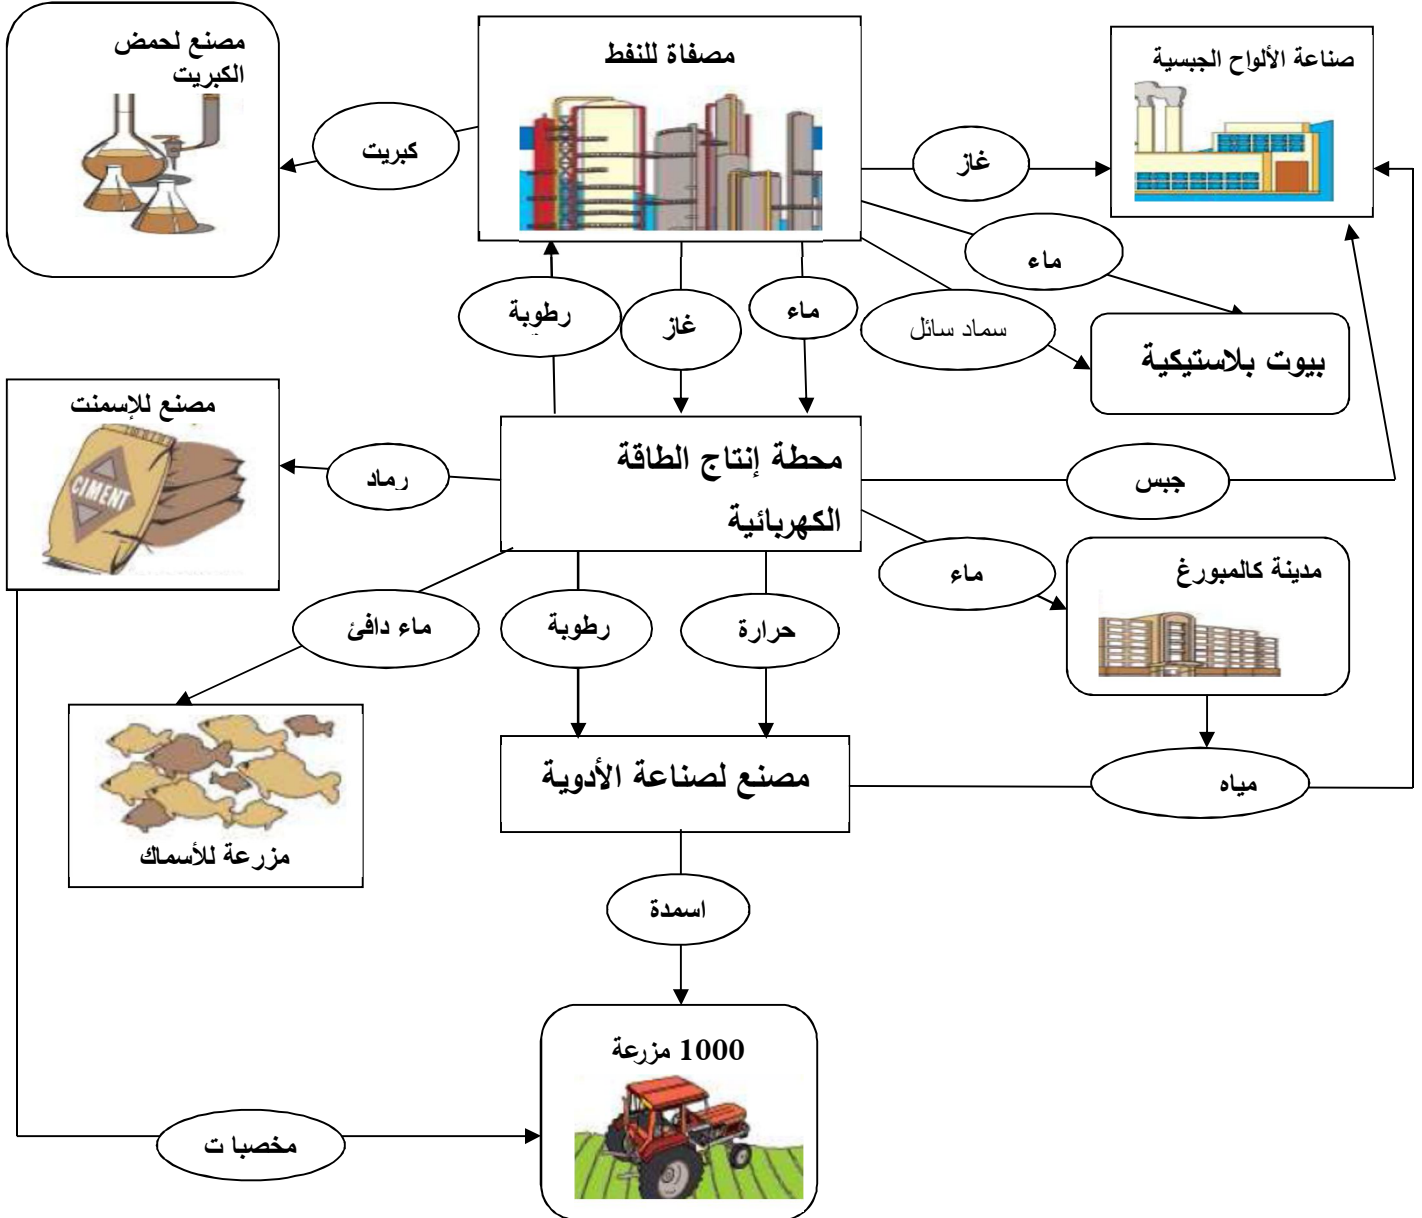 مصنع لحمض
الكبريت
مصفاة للنفط
صناعة الألواح الجبسية
كبريت
غاز
ماء
رطوبة
غاز
ماء
سماد سائل
بيوت بلاستيكية
مصنع للإسمنت
CIMENT
رماد
محطة إنتاج الطاقة
الكهربائية
جبس
ماء
مدينة كالمبورغ
ماء دافئ
رطوبة
حرارة
مصنع لصناعة الأدوية
مياه
مزرعة للأسماك
اسمدة
1000 مزرعة
مخصبا ت